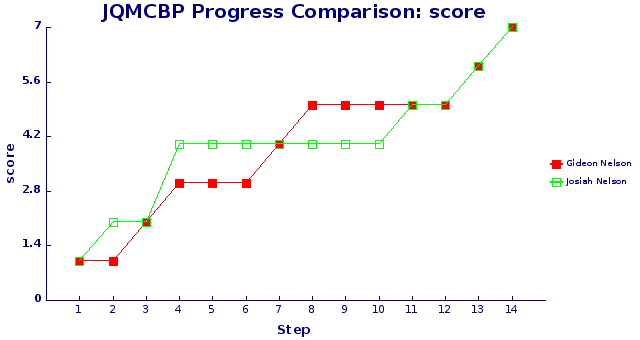 JQMCBP Progress Comparison: score
7
5.6
4.2
2.8
1.4
0
score
1 2 3 4 5 6 7 8 9 10 11 12 13 14
Step
Gideon Nelson
Josiah Nelson